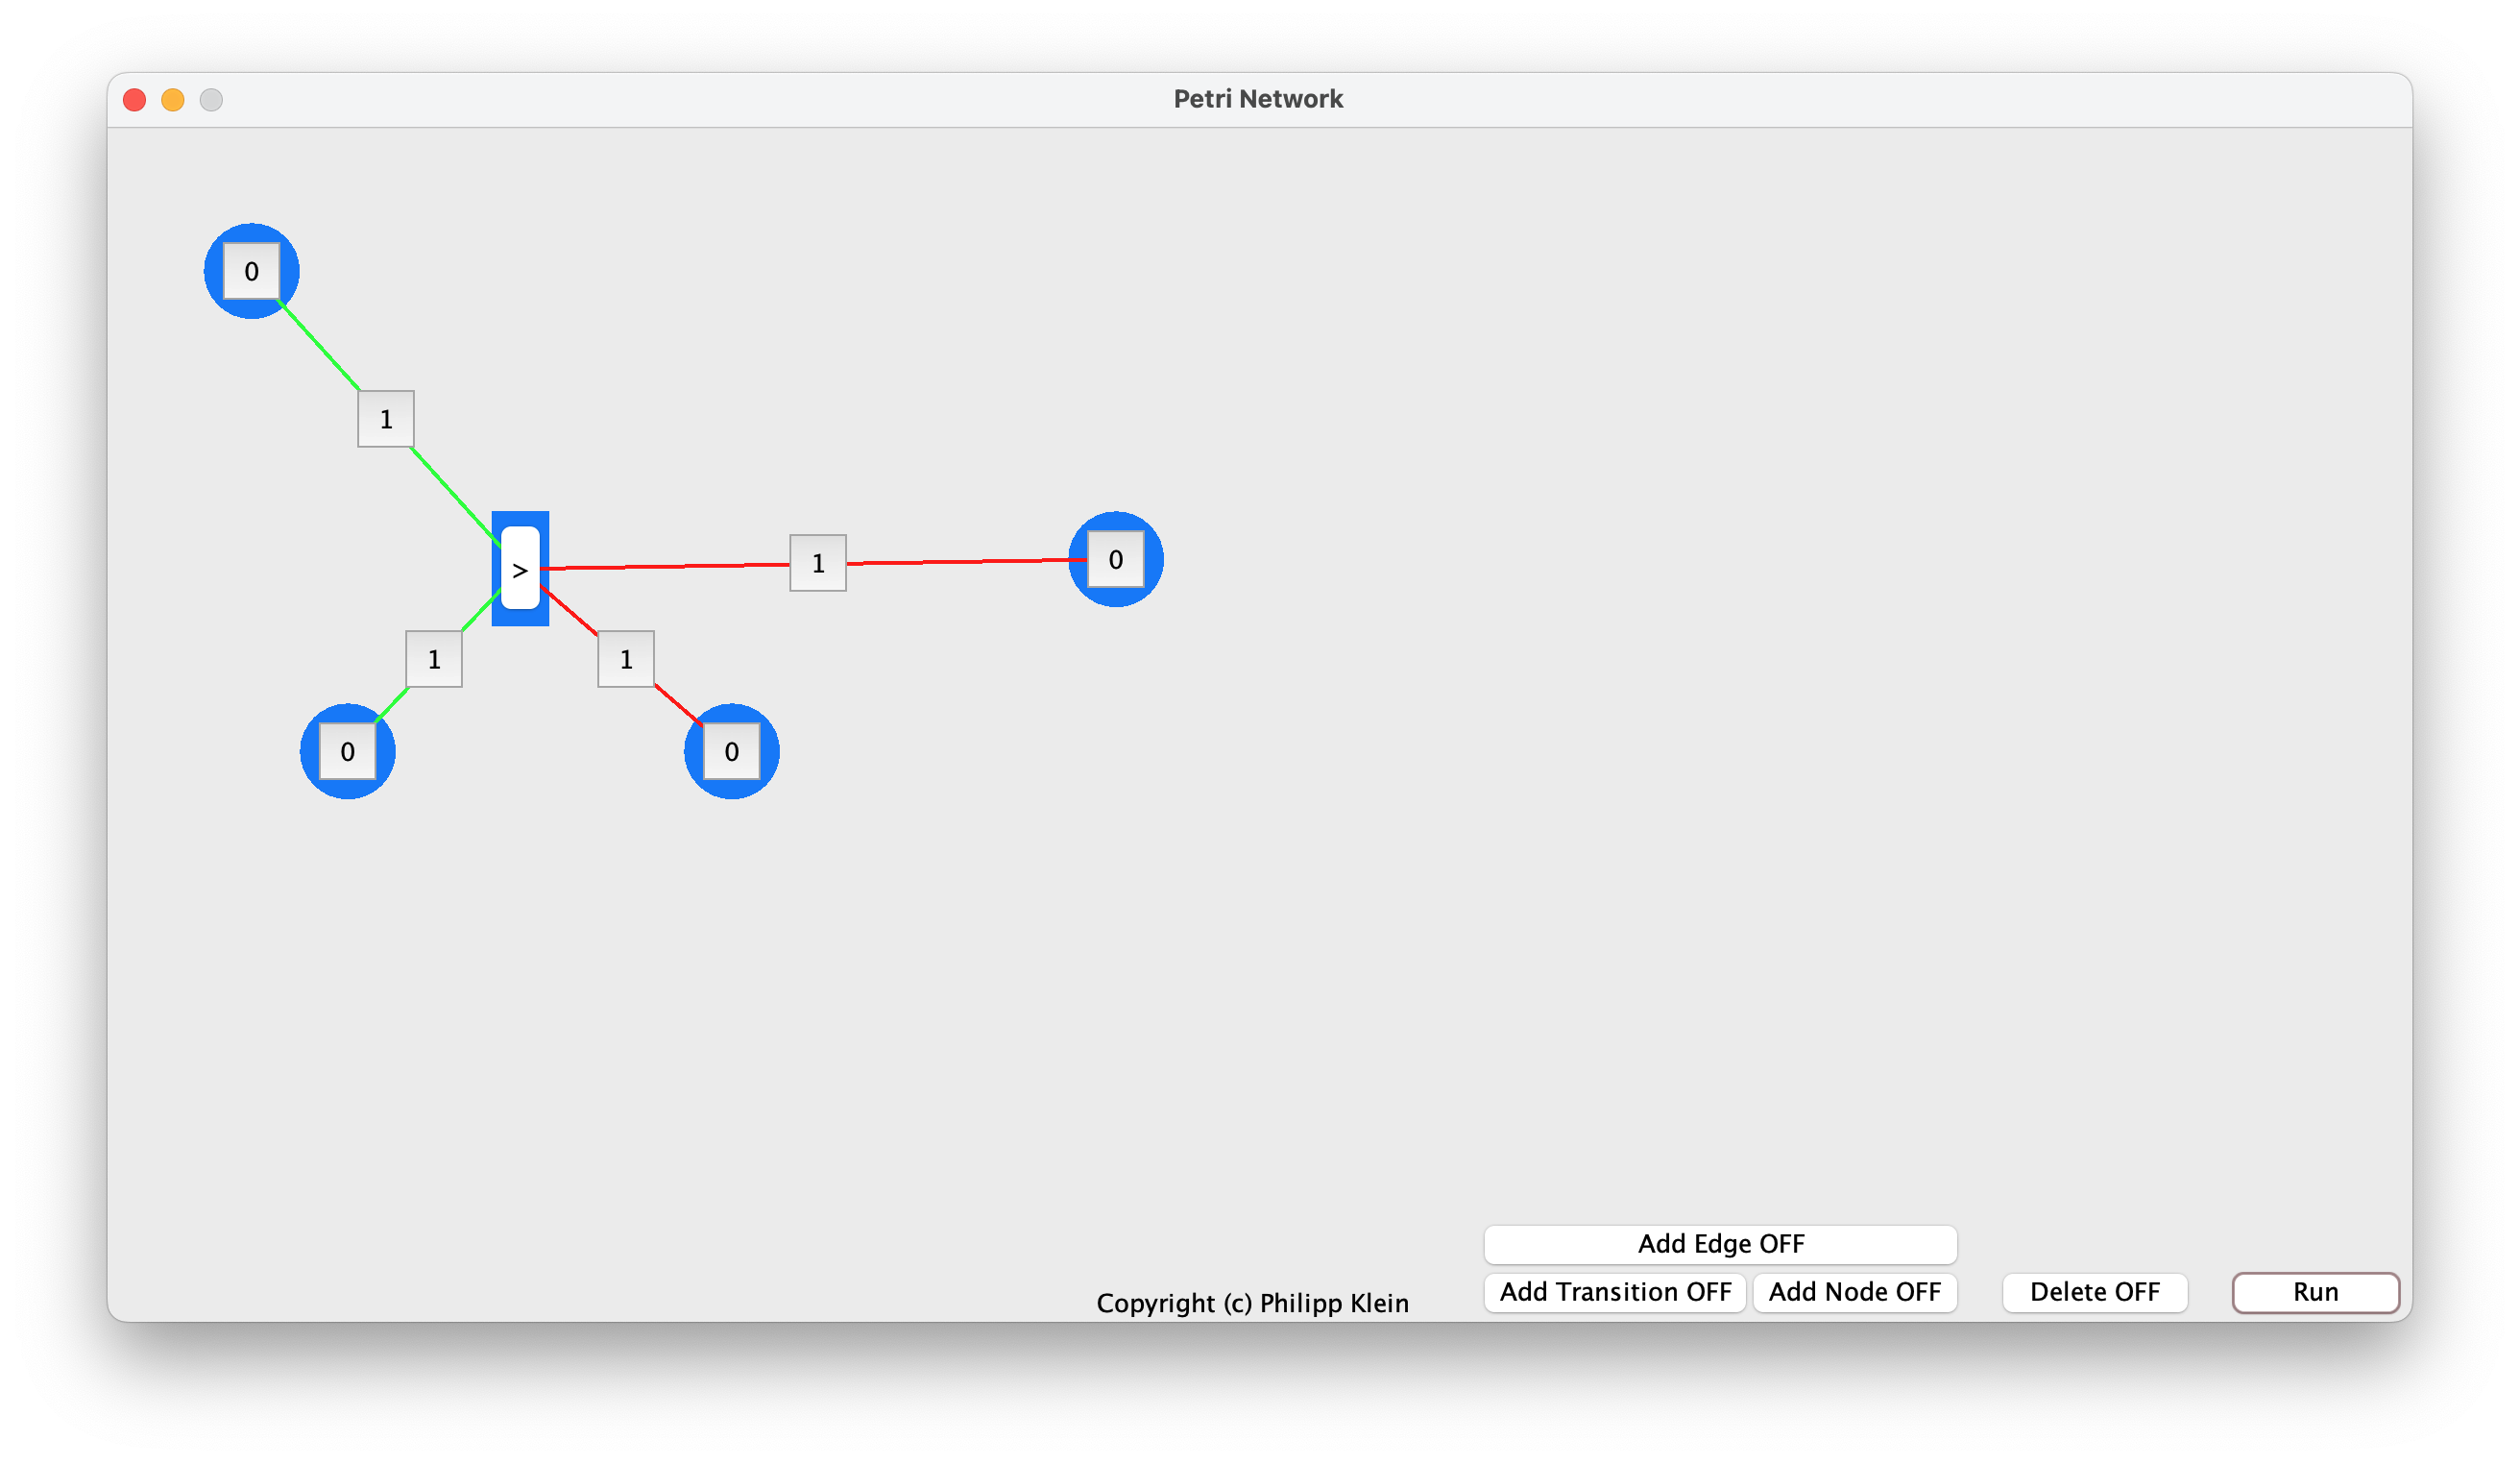 Petri Network
0
1
> 1 0
1 1
0 0
Add Edge OFF
Add Transition OFF Add Node OFF Delete OFF Run
Copyright (c) Philipp Klein